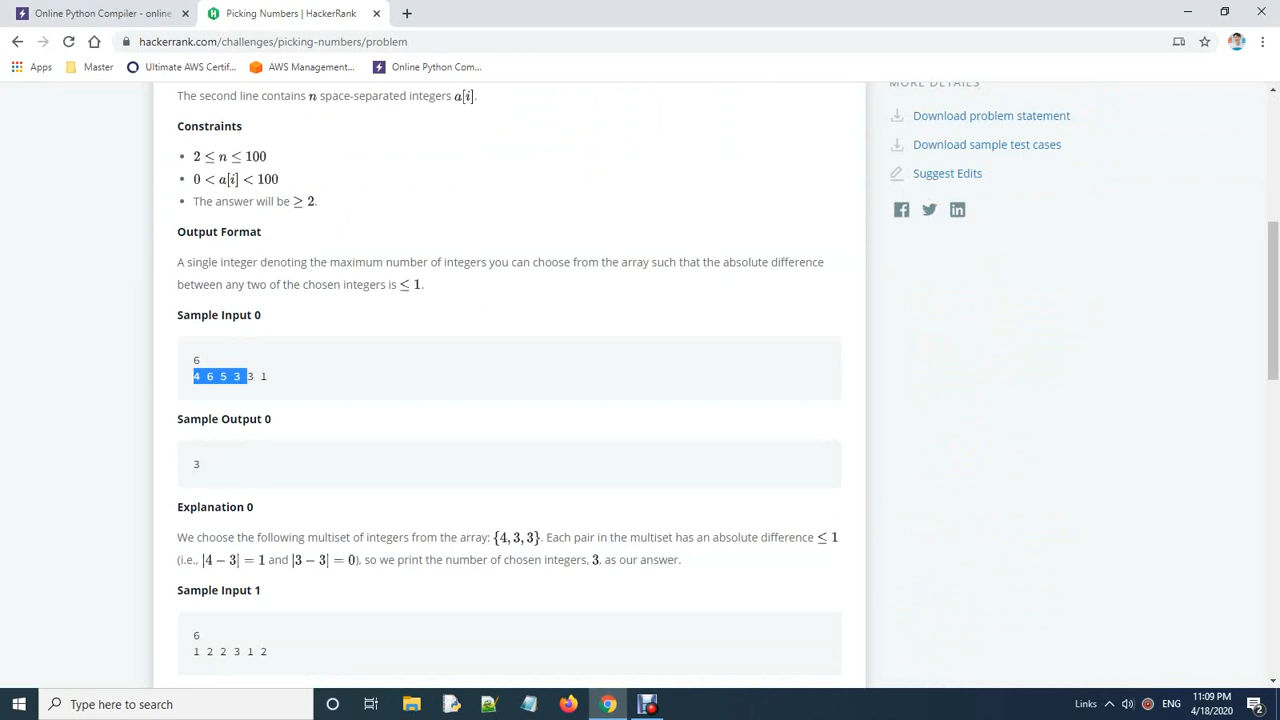 Online Python Compiler - online
Picking Numbers | HackerRank
hackerrank.com/challenges/picking-numbers/problem
Apps
Master
Ultimate AWS Certif...
AWS Management...
Online Python Com...
The second line contains n space-separated integers a[i].
Constraints
• 2 ≤ n ≤ 100
• 0 < a[i] < 100
• The answer will be ≥ 2.
Output Format
A single integer denoting the maximum number of integers you can choose from the array such that the absolute difference
between any two of the chosen integers is ≤ 1.
Sample Input 0
6
4 6 5 3 3 1
Sample Output 0
3
Explanation 0
We choose the following multiset of integers from the array: {4, 3, 3}. Each pair in the multiset has an absolute difference ≤ 1
(i.e., |4 − 3| = 1 and |3 − 3| = 0), so we print the number of chosen integers, 3, as our answer.
Sample Input 1
6
1 2 2 3 1 2
MORE DETAILS
Download problem statement
Download sample test cases
Suggest Edits
Type here to search
Links
ENG
11:09 PM
4/18/2020
2